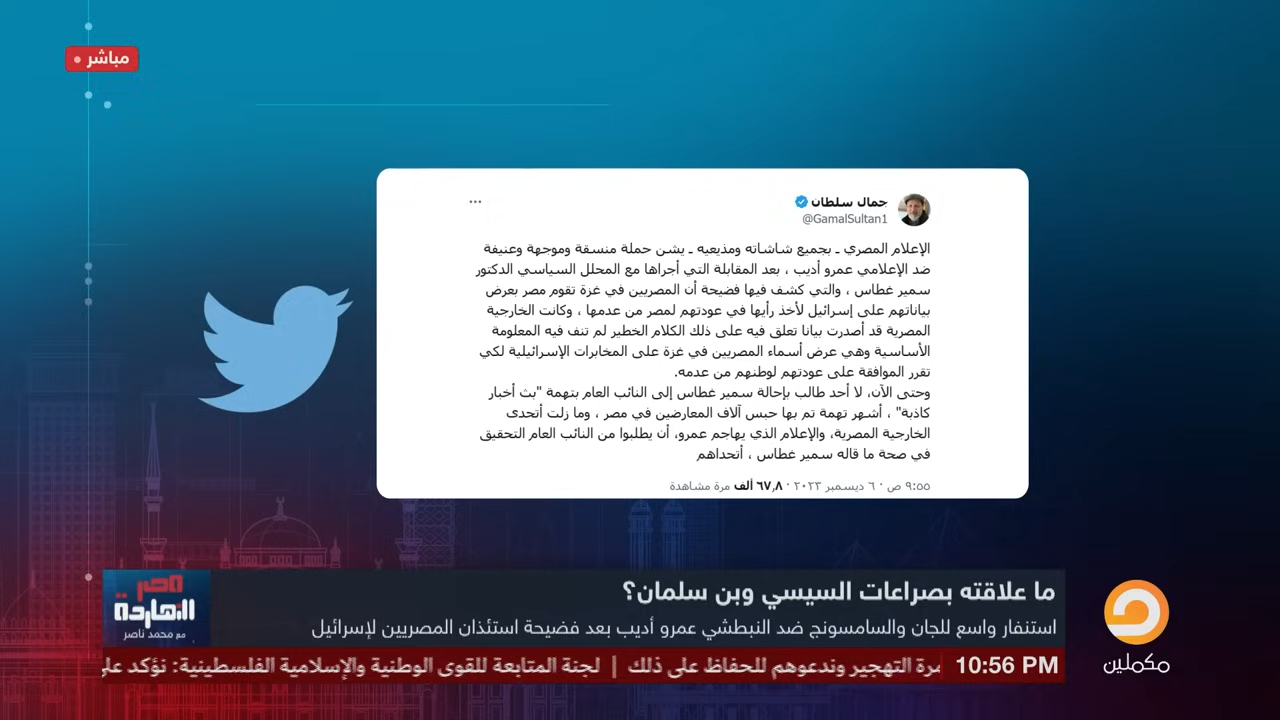 مباشر
جمال سلطان
@GamalSultan1
الإعلام المصري ـ بجميع شاشاته ومذيعيه ـ يشن حملة منسقة وموجهة وعنيفة
ضد الإعلامي عمرو أديب ، بعد المقابلة التي أجراها مع المحلل السياسي الدكتور
سمير غطاس ، والتي كشف فيها فضيحة أن المصريين في غزة تقوم مصر بعرض
بياناتهم على إسرائيل لأخذ رأيها في عودتهم لمصر من عدمها ، وكانت الخارجية
المصرية قد أصدرت بيانا تعلق فيه على ذلك الكلام الخطير لم تنف فيه المعلومة
الأساسية وهي عرض أسماء المصريين في غزة على المخابرات الإسرائيلية لكي
تقرر الموافقة على عودتهم لوطنهم من عدمه.
وحتى الآن، لا أحد طالب بإحالة سمير غطاس إلى النائب العام بتهمة "بث أخبار
كاذبة" ، أشهر تهمة تم بها حبس آلاف المعارضين في مصر ، وما زلت أتحدى
الخارجية المصرية، والإعلام الذي يهاجم عمرو، أن يطلبوا من النائب العام التحقيق
في صحة ما قاله سمير غطاس ، أتحداهم
٩:٥٥ ص · ٦ ديسمبر ٢٠٢٣ · ٦٧٫٨ ألف مرة مشاهدة
ما علاقته بصراعات السيسي وبن سلمان؟
استنفار واسع للجان والسامسونج ضد النبطشي عمرو أديب بعد فضيحة استئذان المصريين لإسرائيل
مصر
النهاردة
مع محمد ناصر
10:56 PM
مرة التهجير وندعوهم للحفاظ على ذلك | لجنة المتابعة للقوى الوطنية والإسلامية الفلسطينية: نؤكد على
مكملين